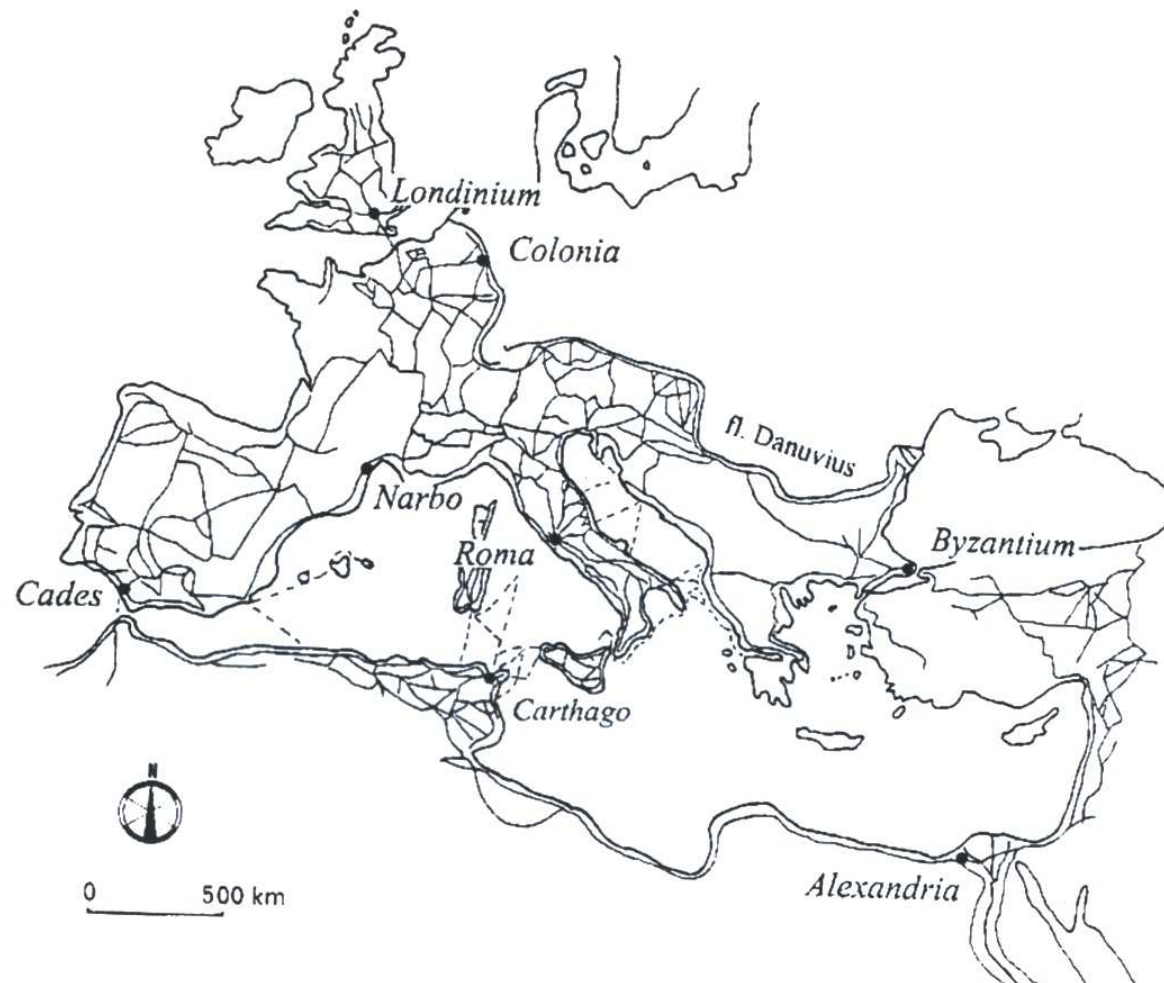 Londinium
Colonia
fl. Danuvius
Narbo
Roma
Byzantium
Cades
Carthago
N
0 500 km
Alexandria